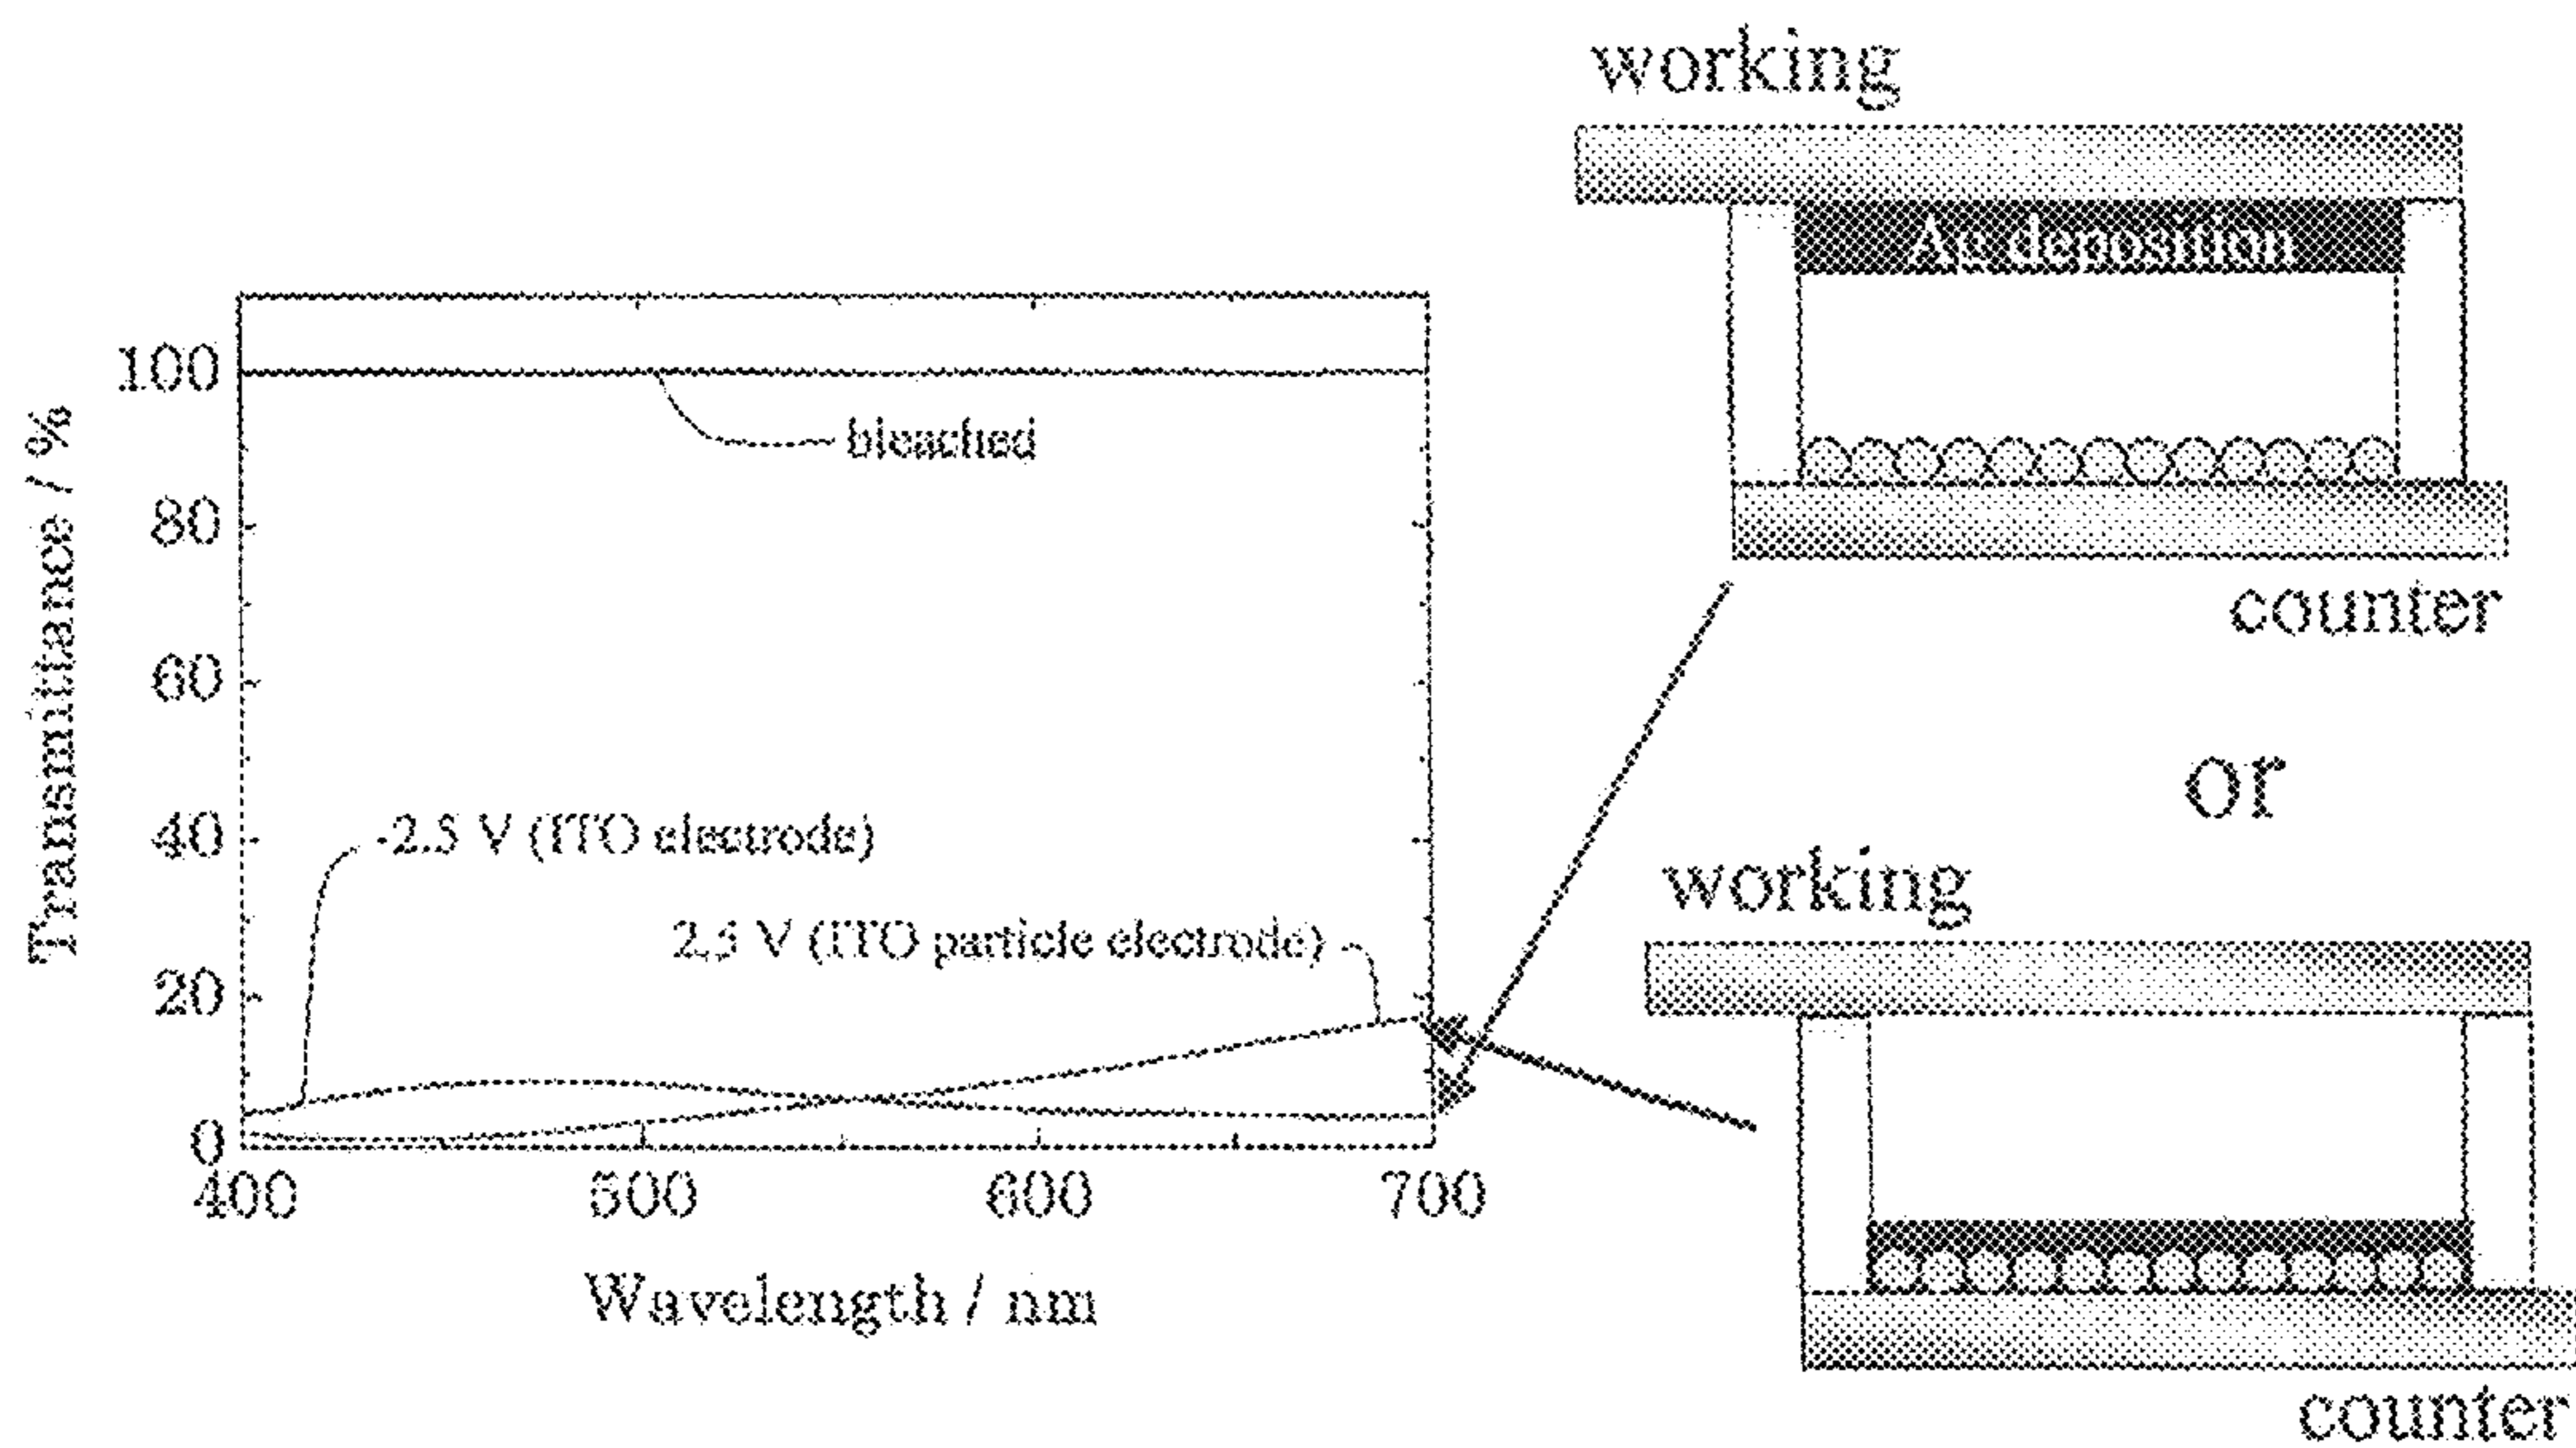 Transmittance / %
100
80
60
40
20
0
bleached
-2.5 V (ITO electrode)
2.5 V (ITO particle electrode)
400
500
600
700
Wavelength / nm
working
Ag deposition
counter
or
working
counter